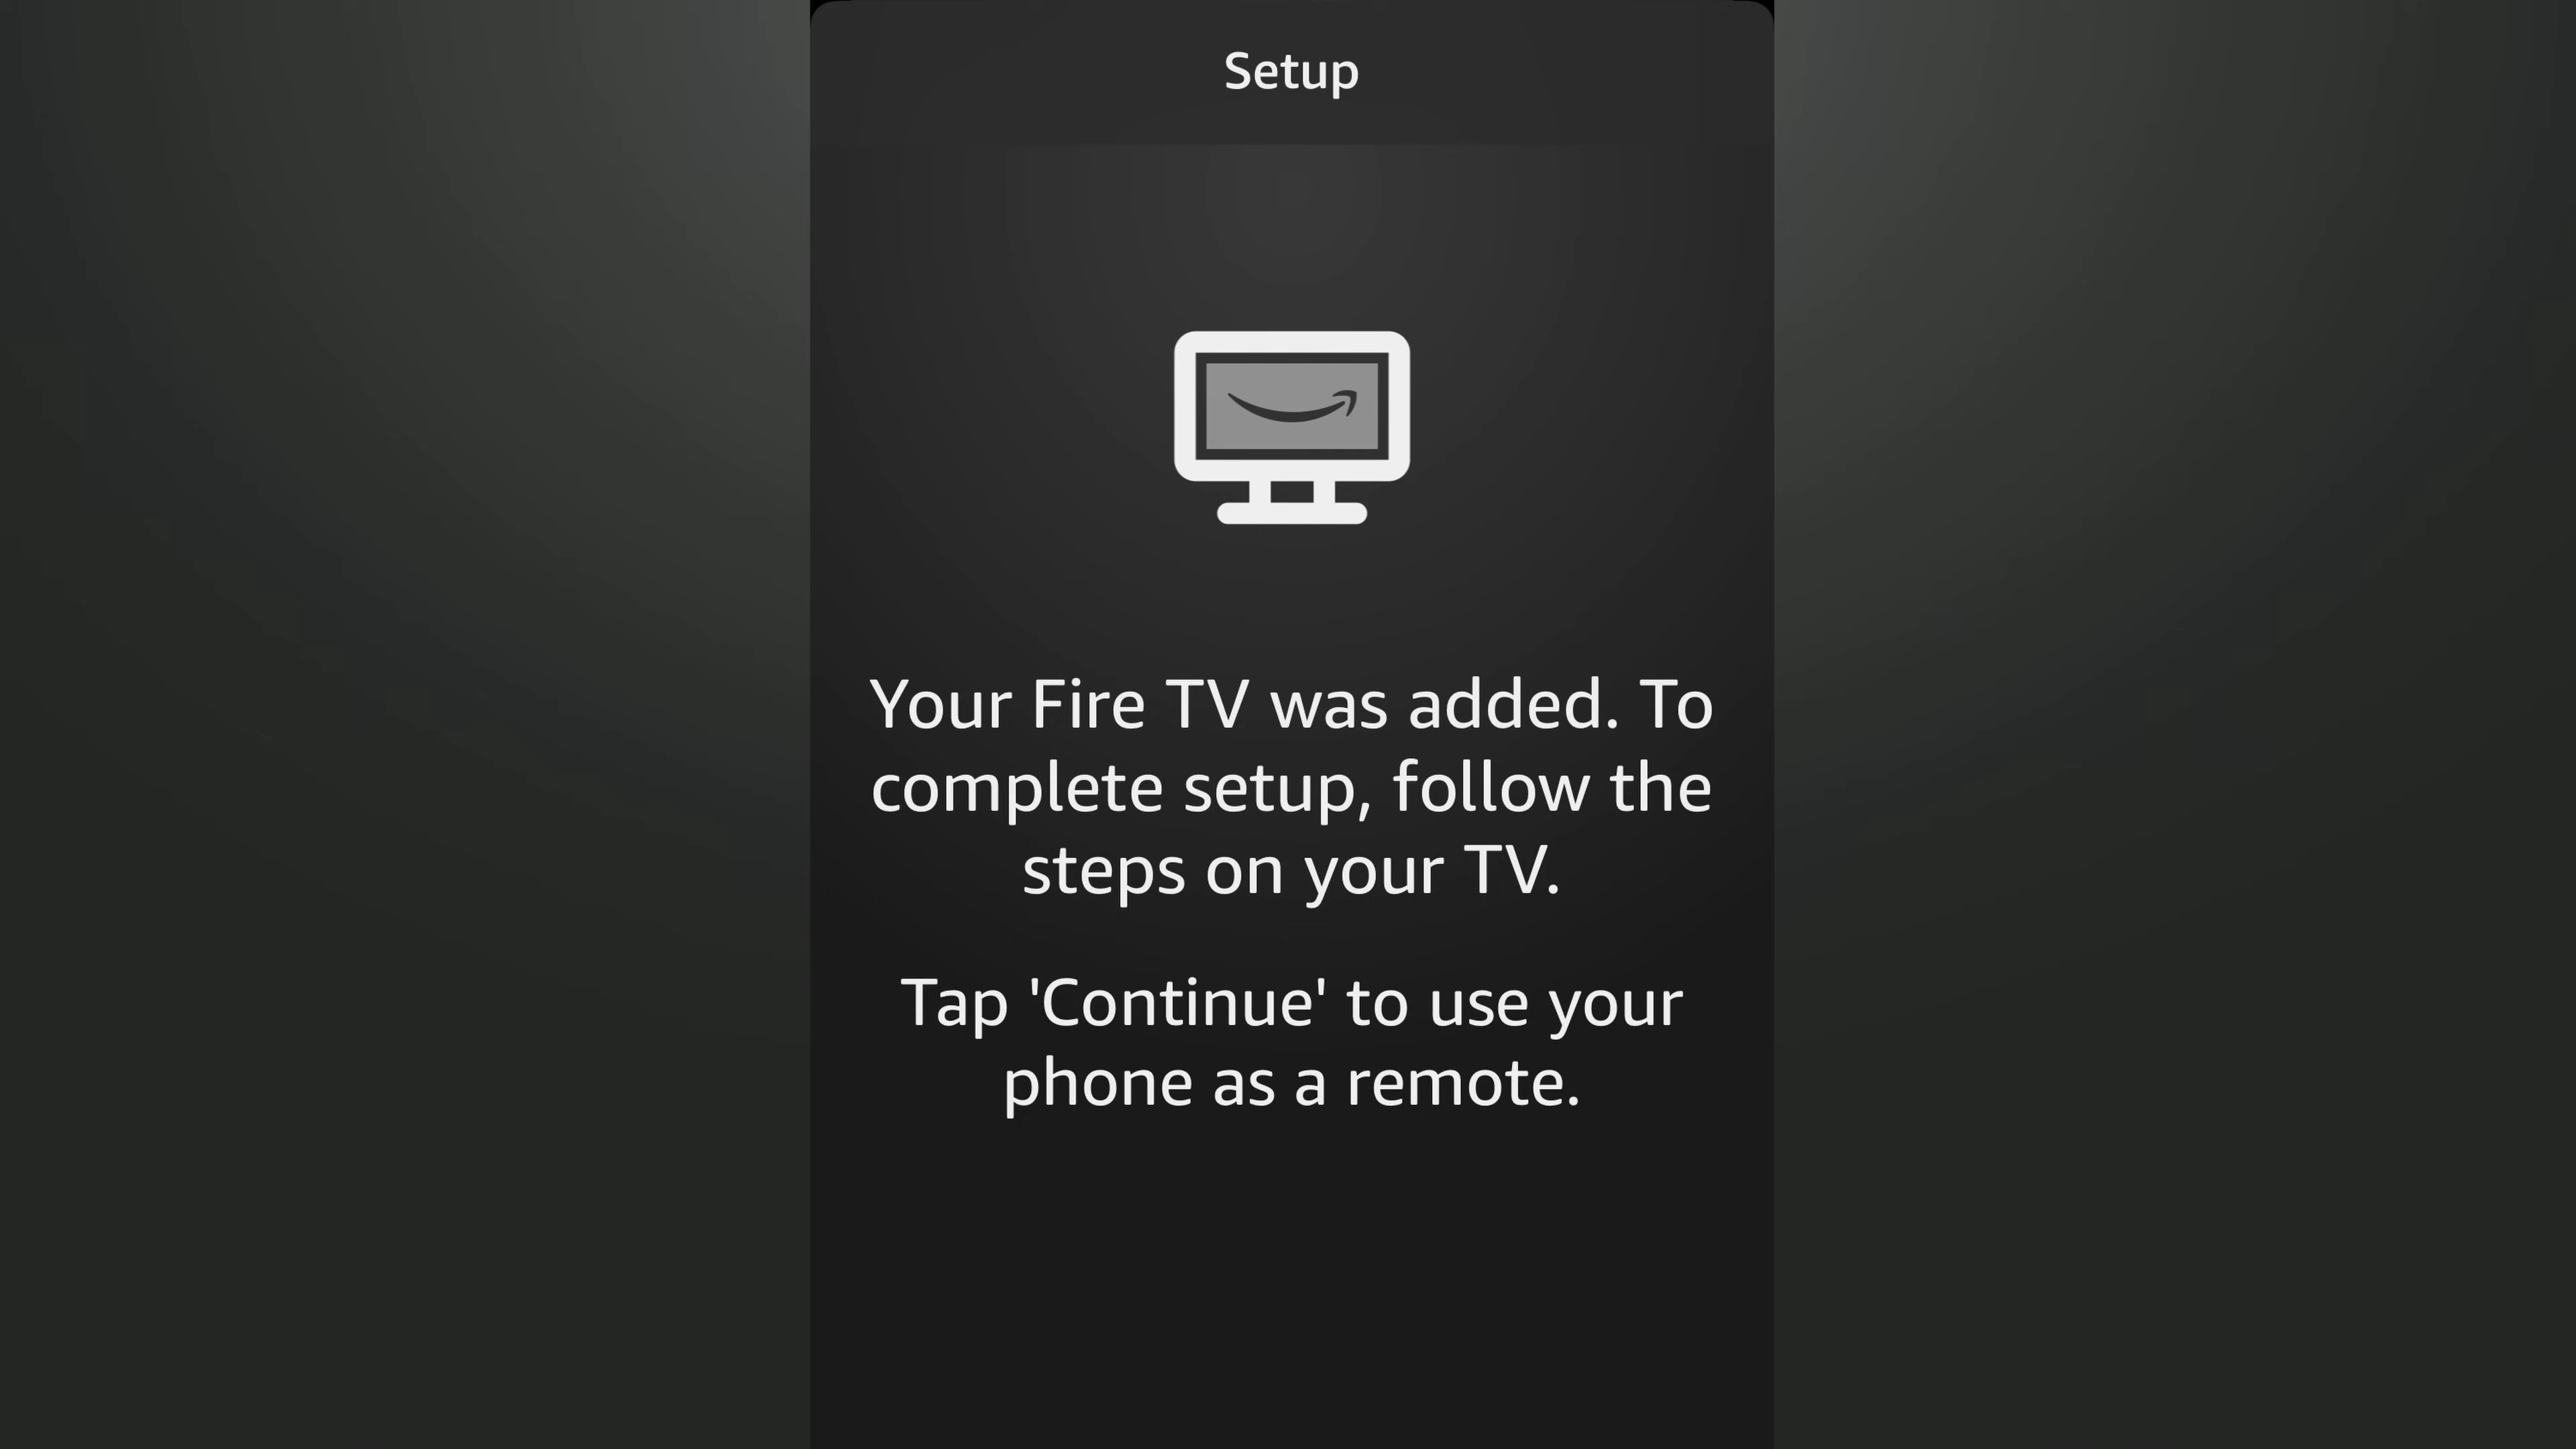 Setup
Your Fire TV was added. To
complete setup, follow the
steps on your TV.
Tap 'Continue' to use your
phone as a remote.